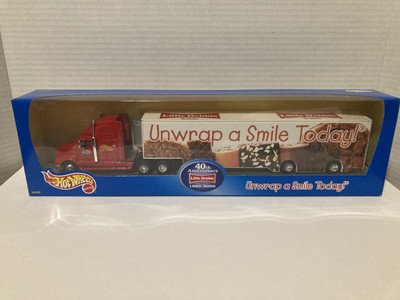 Little Debbie
Unwrap a Smile Today!
HOT WHEELS
40th
Anniversary
Little Debbie
1960-2000
Unwrap a Smile Today!